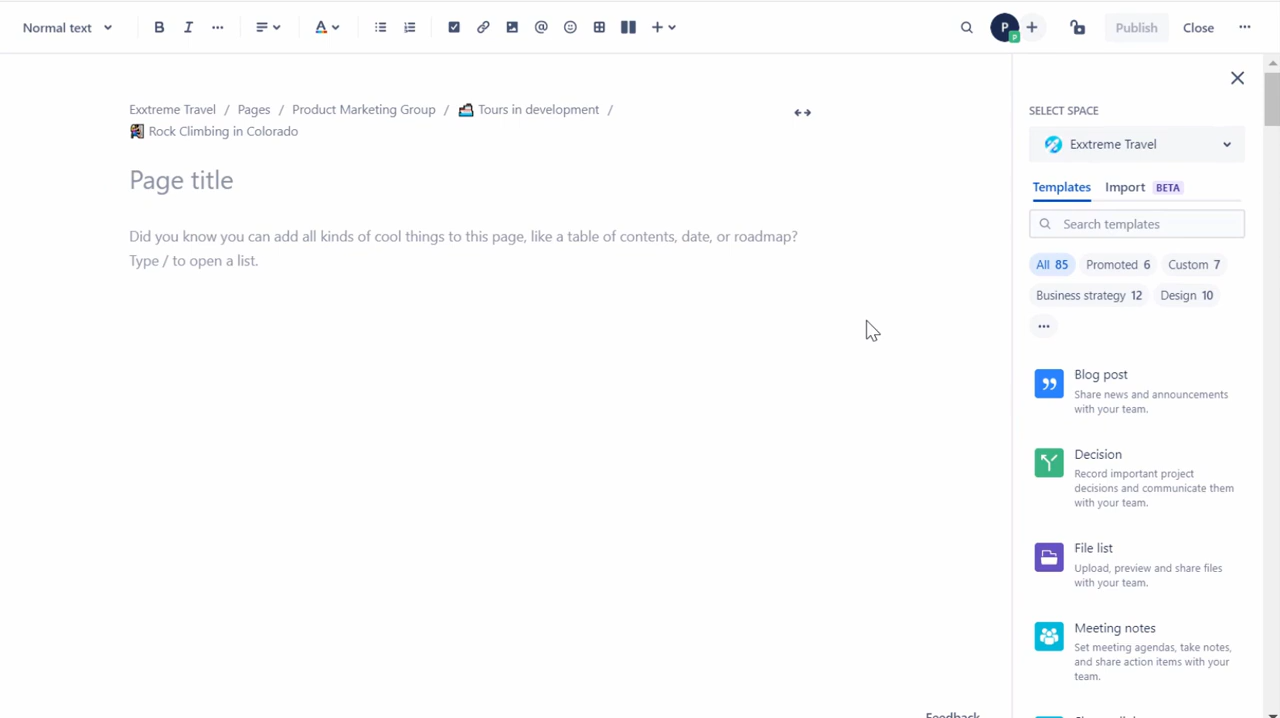 Normal text
B
I
A
@
P
p
Publish
Close
Exxtreme Travel / Pages / Product Marketing Group / Tours in development /
Rock Climbing in Colorado
Page title
Did you know you can add all kinds of cool things to this page, like a table of contents, date, or roadmap?
Type / to open a list.
SELECT SPACE
Exxtreme Travel
Templates
Import BETA
Search templates
All 85
Promoted 6
Custom 7
Business strategy 12
Design 10
Blog post
Share news and announcements
with your team.
Decision
Record important project
decisions and communicate them
with your team.
File list
Upload, preview and share files
with your team.
Meeting notes
Set meeting agendas, take notes,
and share action items with your
team.
Feedback